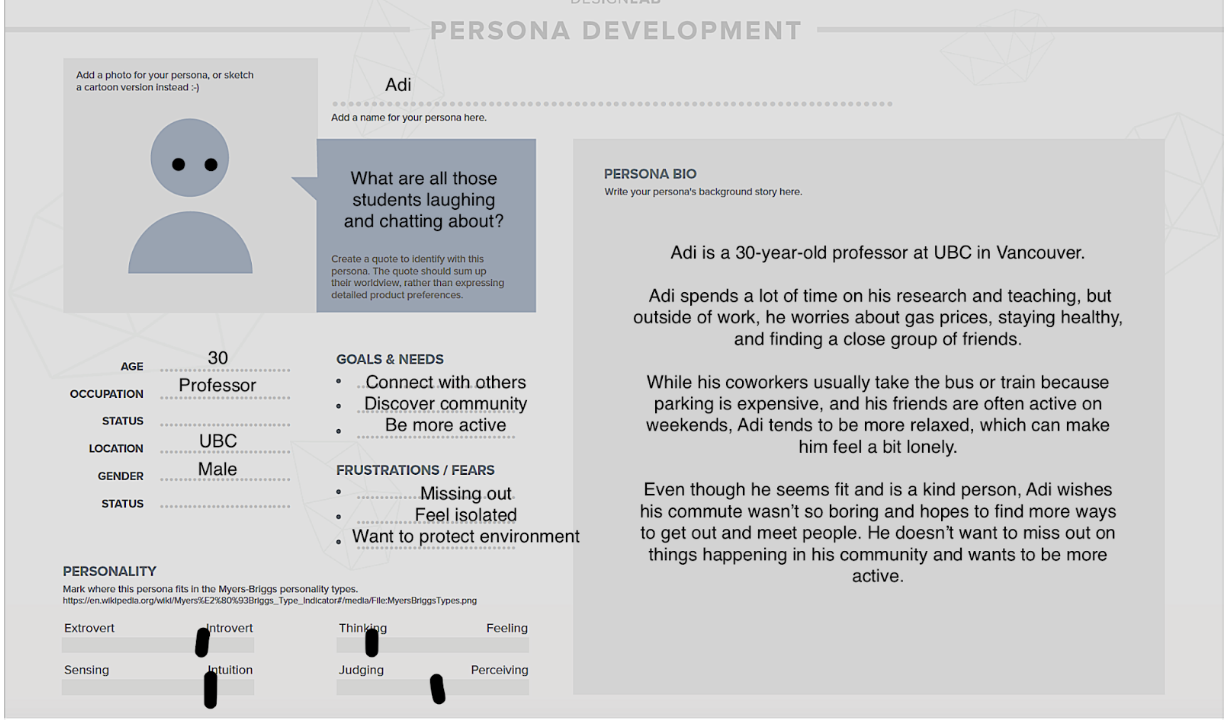 DESIGNLAB
PERSONA DEVELOPMENT
Add a photo for your persona, or sketch
a cartoon version instead :-)
Adi
Add a name for your persona here.
What are all those
students laughing
and chatting about?
Create a quote to identify with this
persona. The quote should sum up
their worldview, rather than expressing
detailed product preferences.
AGE 30
OCCUPATION Professor
STATUS
LOCATION UBC
GENDER Male
STATUS
GOALS & NEEDS
• Connect with others
• Discover community
• Be more active
FRUSTRATIONS / FEARS
• Missing out
• Feel isolated
• Want to protect environment
PERSONALITY
Mark where this persona fits in the Myers-Briggs personality types.
https://en.wikipedia.org/wiki/Myers%E2%80%93Briggs_Type_Indicator#/media/File:MyersBriggsTypes.png
Extrovert Introvert
Thinking Feeling
Sensing Intuition
Judging Perceiving
PERSONA BIO
Write your persona's background story here.
Adi is a 30-year-old professor at UBC in Vancouver.
Adi spends a lot of time on his research and teaching, but
outside of work, he worries about gas prices, staying healthy,
and finding a close group of friends.
While his coworkers usually take the bus or train because
parking is expensive, and his friends are often active on
weekends, Adi tends to be more relaxed, which can make
him feel a bit lonely.
Even though he seems fit and is a kind person, Adi wishes
his commute wasn't so boring and hopes to find more ways
to get out and meet people. He doesn't want to miss out on
things happening in his community and wants to be more
active.